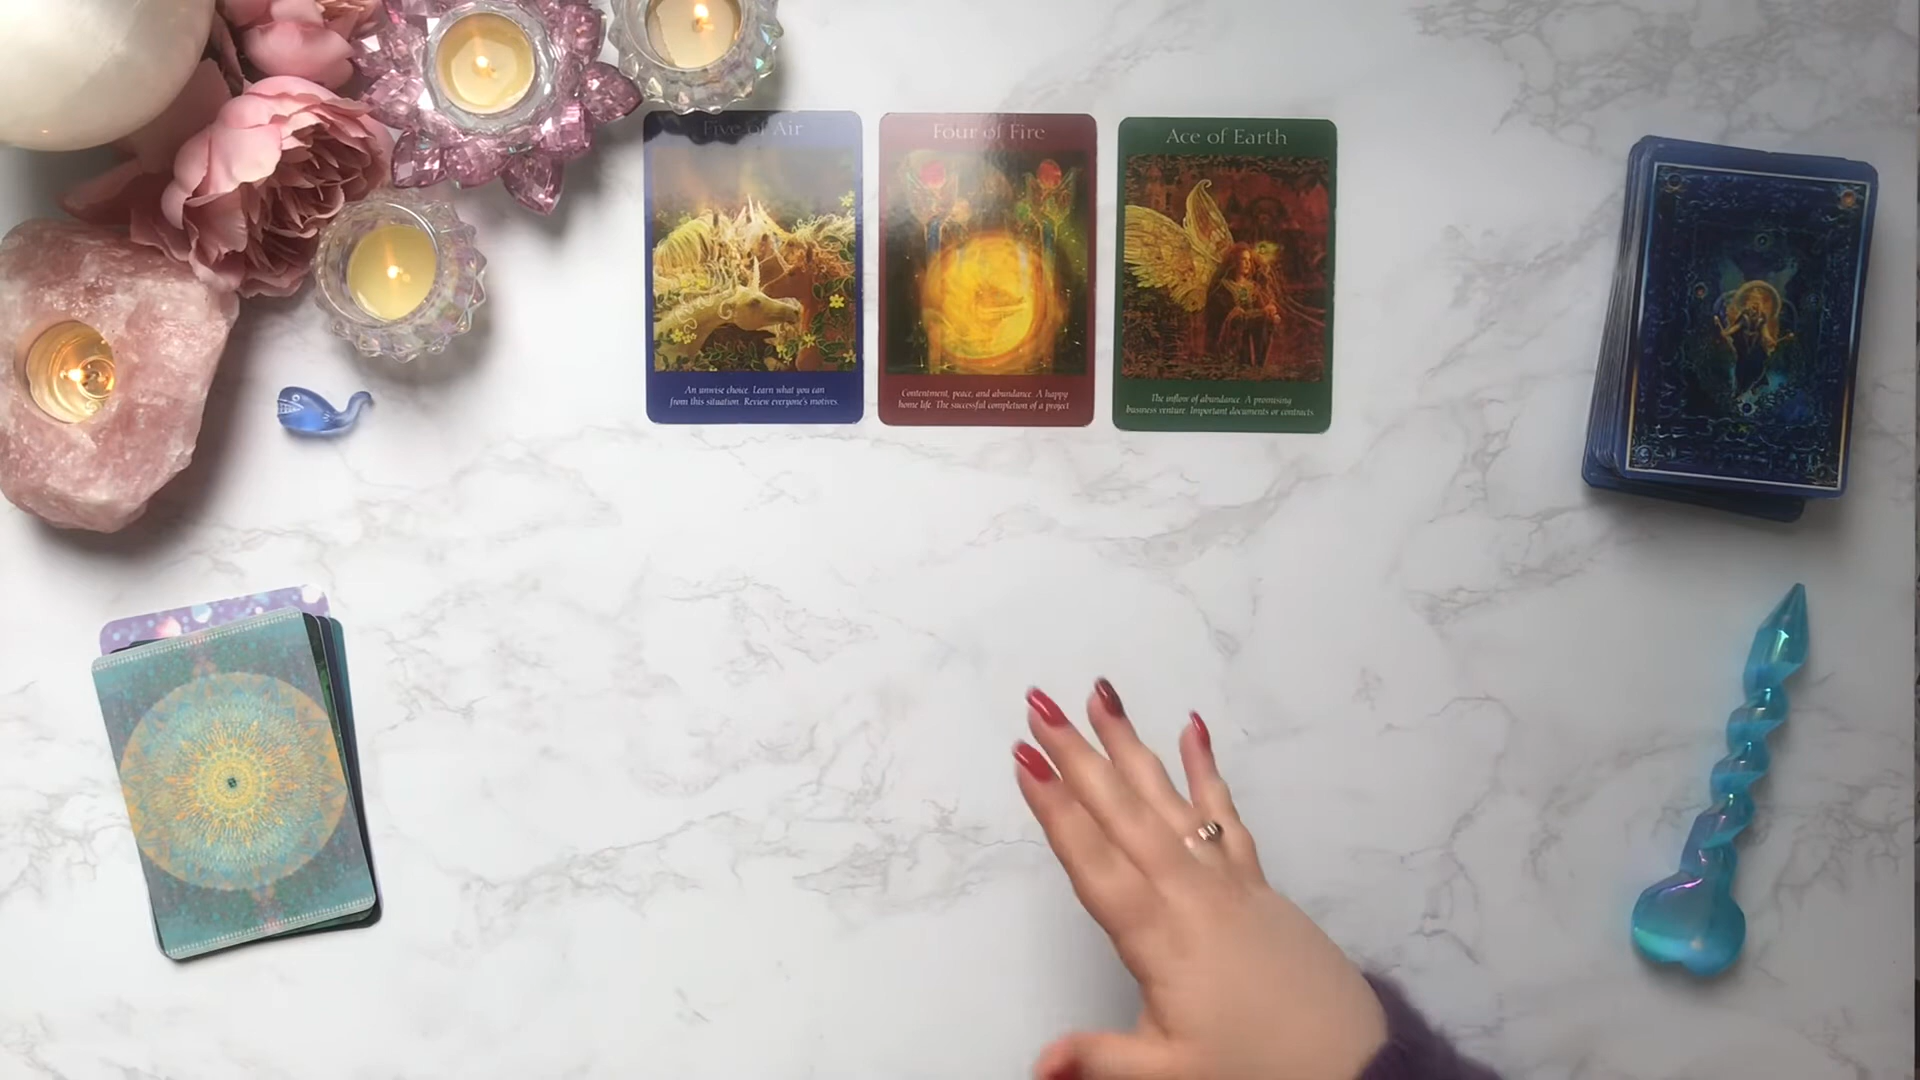 Five of Air
An unwise choice. Learn what you can
from this situation. Review everyone's motives.
Four of Fire
Contentment, peace, and abundance. A happy
home life. The successful completion of a project
Ace of Earth
The inflow of abundance. A promising
business venture. Important documents or contracts.